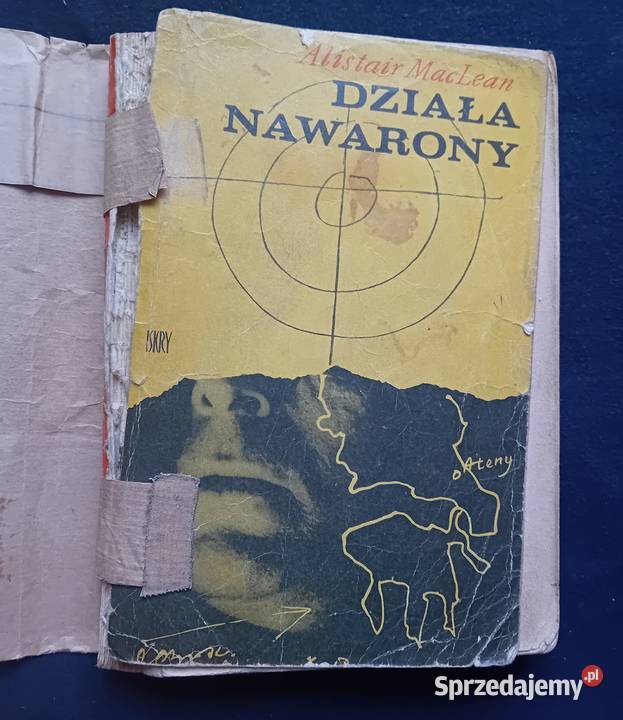 Alistair MacLean
DZIAŁA
NAWARONY
ISKRY
Ateny
Sprzedajemy.pl